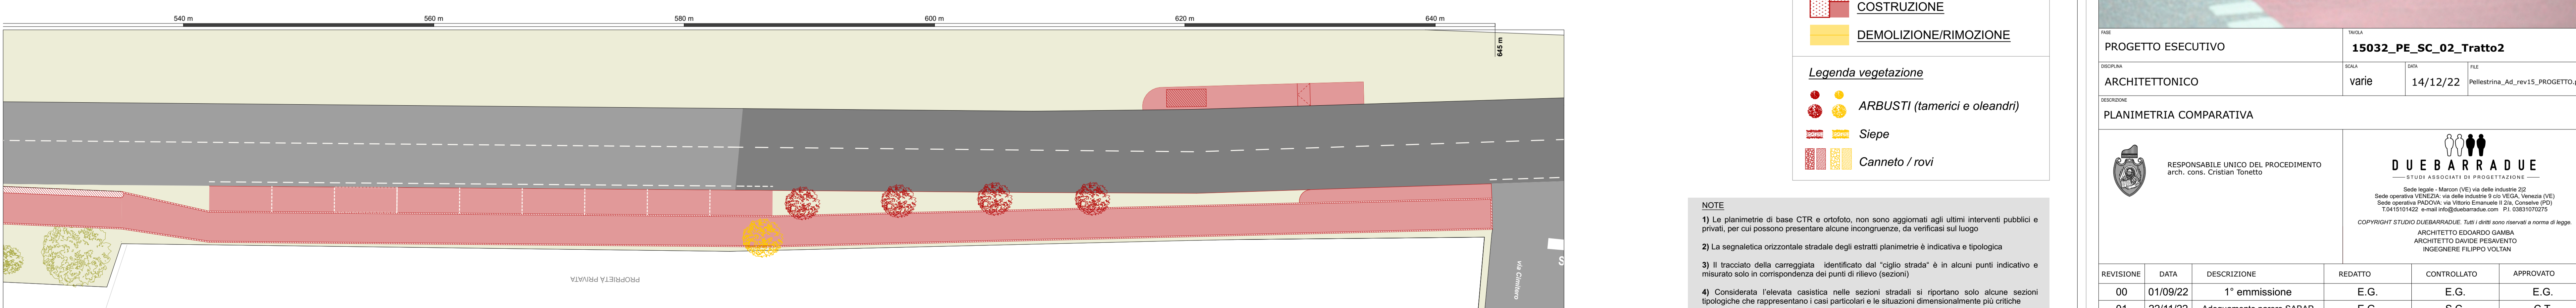 540 m
560 m
580 m
600 m
620 m
640 m
645 m
PROPRIETÀ PRIVATA
via Cimitero
S
COSTRUZIONE
DEMOLIZIONE/RIMOZIONE
Legenda vegetazione
ARBUSTI (tamerici e oleandri)
Siepe
Canneto / rovi
NOTE
1) Le planimetrie di base CTR e ortofoto, non sono aggiornati agli ultimi interventi pubblici e
privati, per cui possono presentare alcune incongruenze, da verificasi sul luogo
2) La segnaletica orizzontale stradale degli estratti planimetrie è indicativa e tipologica
3) Il tracciato della carreggiata identificato dal "ciglio strada" è in alcuni punti indicativo e
misurato solo in corrispondenza dei punti di rilievo (sezioni)
4) Considerata l'elevata casistica nelle sezioni stradali si riportano solo alcune sezioni
tipologiche che rappresentano i casi particolari e le situazioni dimensionalmente più critiche
FASE
PROGETTO ESECUTIVO
TAVOLA
15032_PE_SC_02_Tratto2
DISCIPLINA
ARCHITETTONICO
SCALA
varie
DATA
14/12/22
FILE
Pellestrina_Ad_rev15_PROGETTO.p
DESCRIZIONE
PLANIMETRIA COMPARATIVA
RESPONSABILE UNICO DEL PROCEDIMENTO
arch. cons. Cristian Tonetto
DUEBARRADUE
STUDI ASSOCIATI DI PROGETTAZIONE
Sede legale - Marcon (VE) via delle industrie 2|2
Sede operativa VENEZIA: via delle industrie 9 c/o VEGA, Venezia (VE)
Sede operativa PADOVA: via Vittorio Emanuele II 2/a, Conselve (PD)
T.0415101422 e-mail info@duebarradue.com P.I. 03831070275
COPYRIGHT STUDIO DUEBARRADUE. Tutti i diritti sono riservati a norma di legge.
ARCHITETTO EDOARDO GAMBA
ARCHITETTO DAVIDE PESAVENTO
INGEGNERE FILIPPO VOLTAN
REVISIONE DATA DESCRIZIONE REDATTO CONTROLLATO APPROVATO
00 01/09/22 1° emmissione E.G. E.G. E.G.